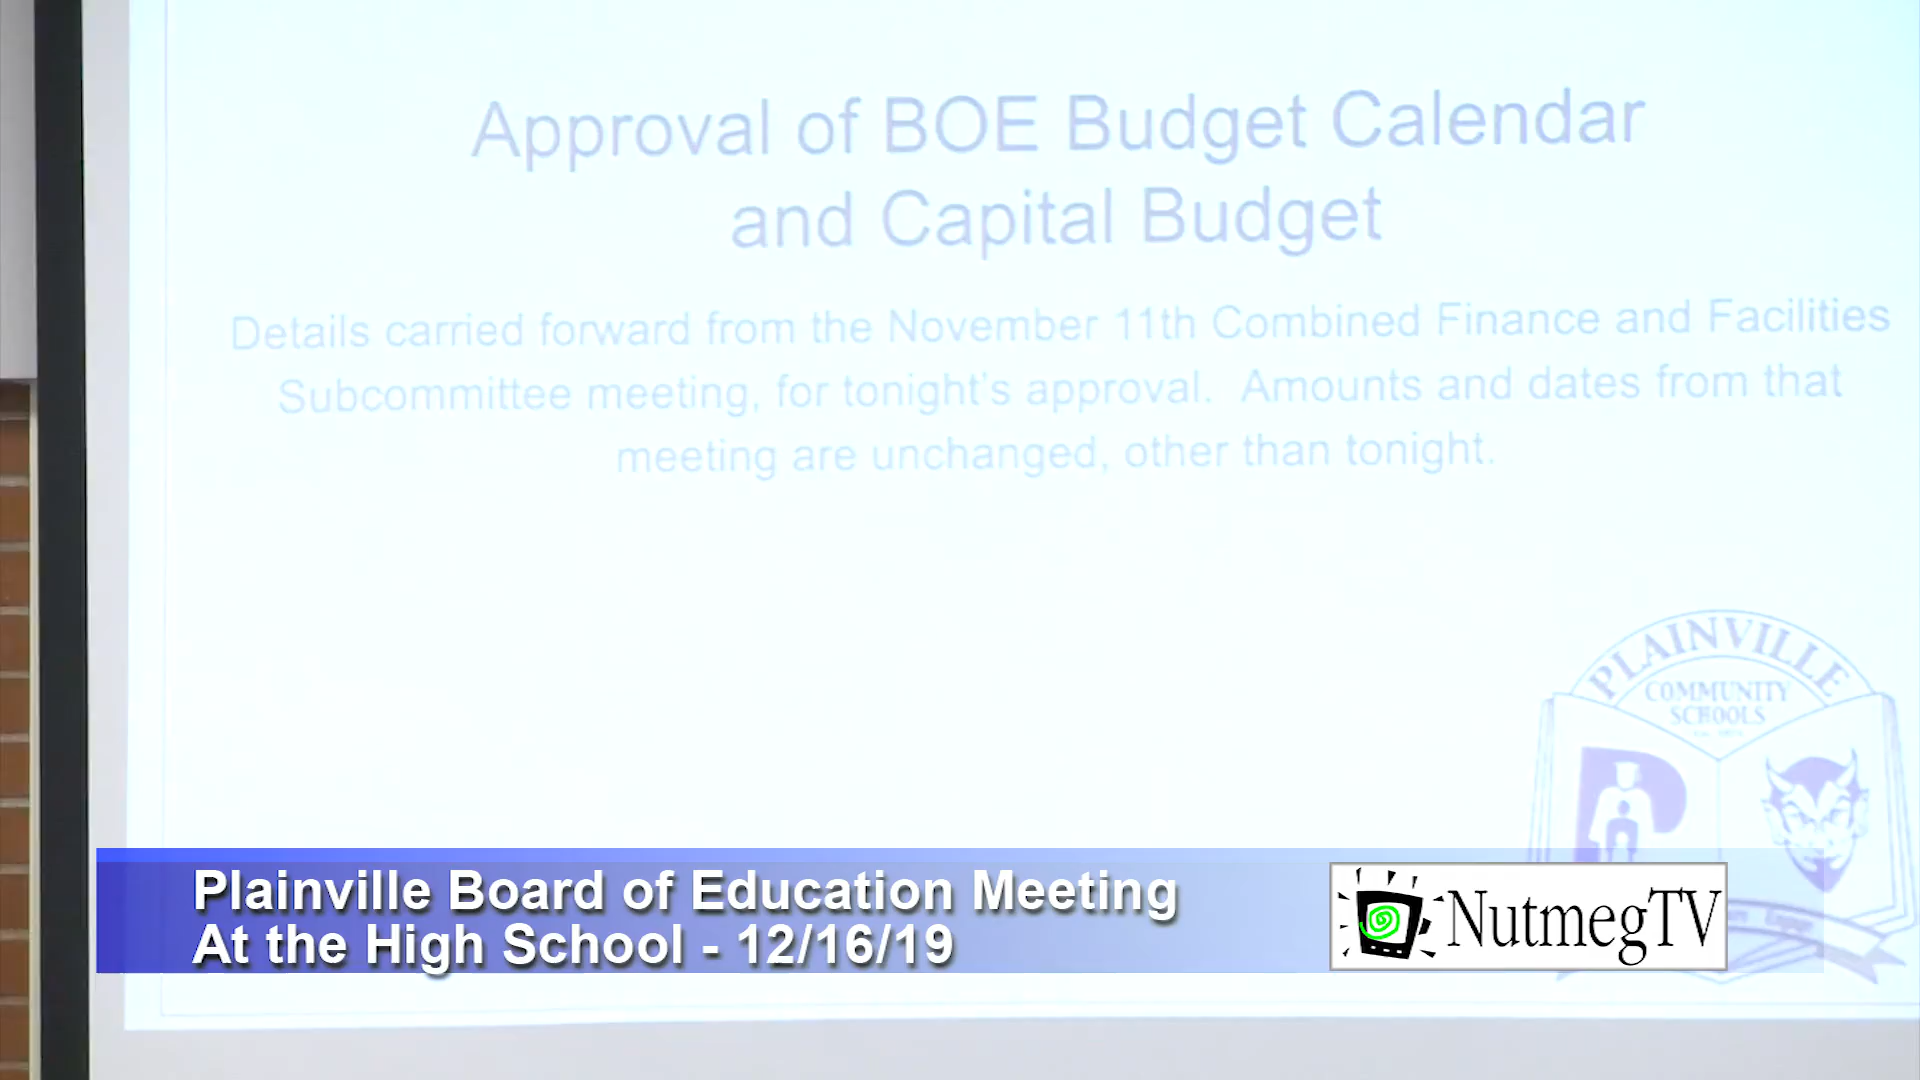 Approval of BOE Budget Calendar
and Capital Budget
Details carried forward from the November 11th Combined Finance and Facilities
Subcommittee meeting, for tonight's approval.  Amounts and dates from that
meeting are unchanged, other than tonight.
PLAINVILLE
COMMUNITY
SCHOOLS
Plainville Board of Education Meeting
At the High School - 12/16/19
NutmegTV